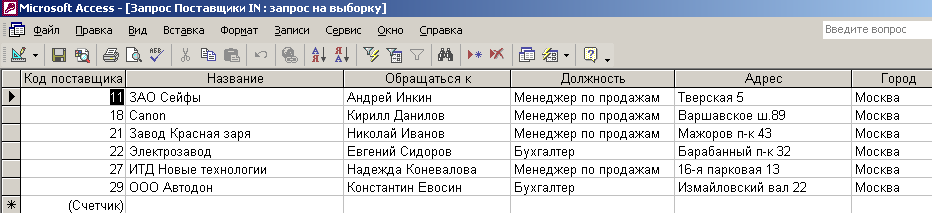 Microsoft Access - [Запрос Поставщики IN : запрос на выборку]
Файл Правка Вид Вставка Формат Записи Сервис Окно Справка Введите вопрос
Код поставщика Название Обращаться к Должность Адрес Город
11 ЗАО Сейфы Андрей Инкин Менеджер по продажам Тверская 5 Москва
18 Canon Кирилл Данилов Менеджер по продажам Варшавское ш.89 Москва
21 Завод Красная заря Николай Иванов Менеджер по продажам Мажоров п-к 43 Москва
22 Электрозавод Евгений Сидоров Бухгалтер Барабанный п-к 32 Москва
27 ИТД Новые технологии Надежда Коневалова Менеджер по продажам 16-я парковая 13 Москва
29 ООО Автодон Константин Евосин Бухгалтер Измайловский вал 22 Москва
(Счетчик)